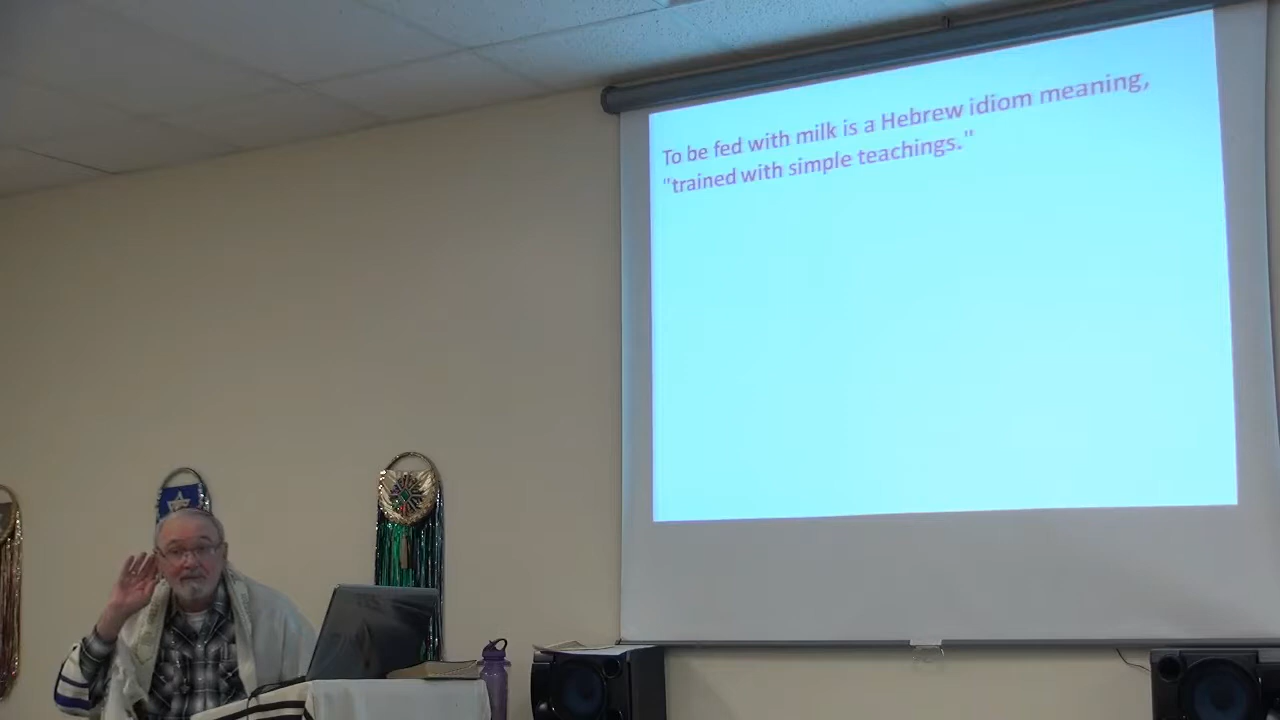 To be fed with milk is a Hebrew idiom meaning,
"trained with simple teachings."